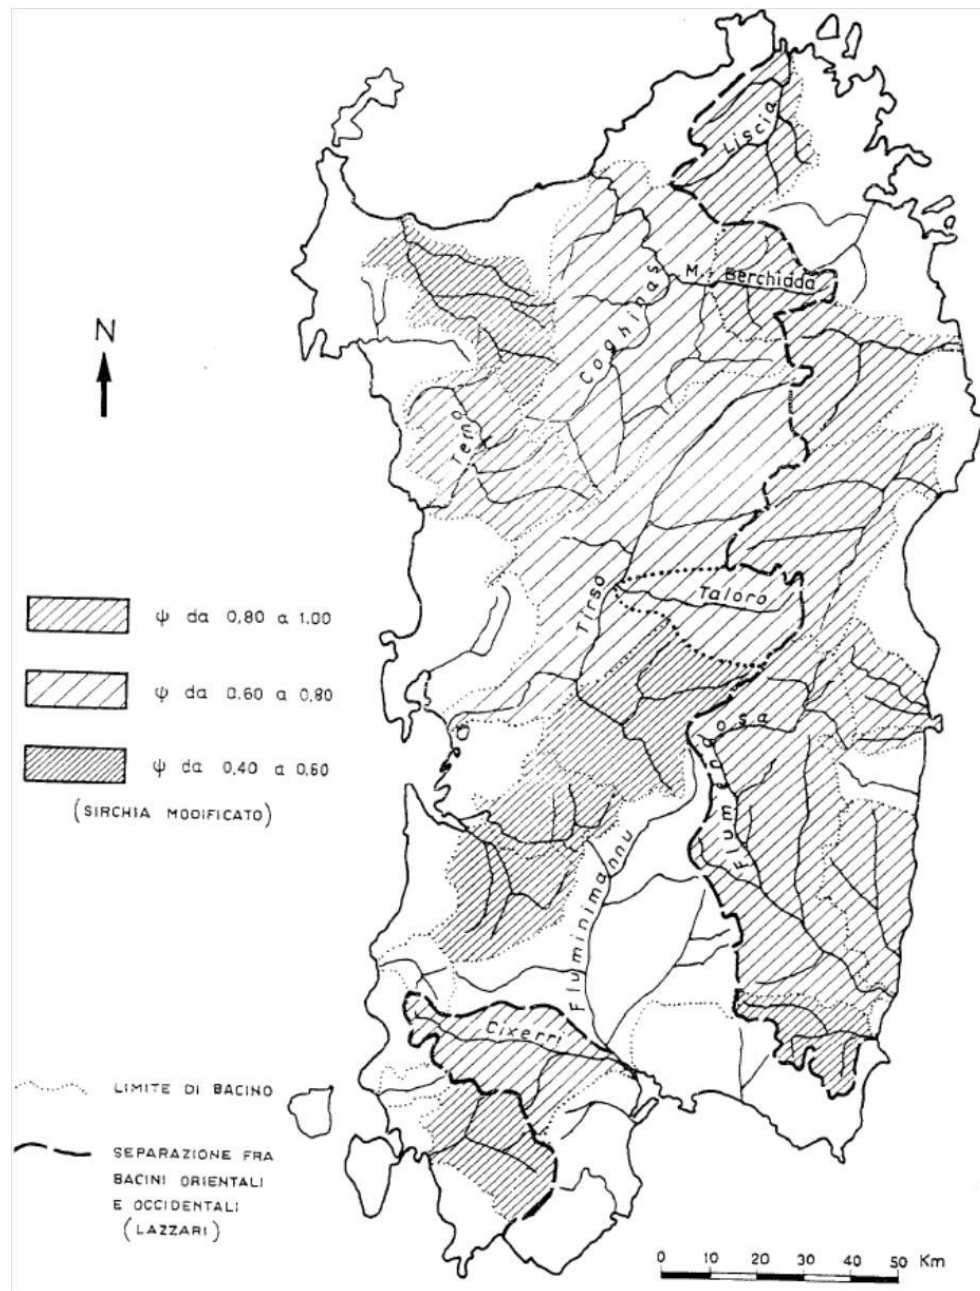 Liscia
M. Berchidda
Coghinas
N
Temo
Tirso
Taloro
ψ da 0,80 a 1.00
ψ da 0.60 a 0,80
ψ da 0,40 a 0,60
(SIRCHIA MODIFICATO)
Flumendosa
Fluminimannu
Cixerri
LIMITE DI BACINO
SEPARAZIONE FRA
BACINI ORIENTALI
E OCCIDENTALI
(LAZZARI)
0 10 20 30 40 50 Km